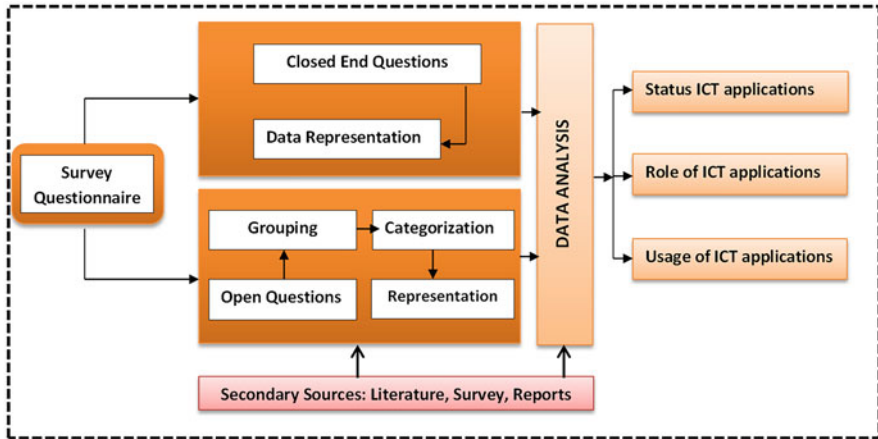 Survey
Questionnaire
Closed End Questions
Data Representation
Grouping
Categorization
Open Questions
Representation
DATA ANALYSIS
Status ICT applications
Role of ICT applications
Usage of ICT applications
Secondary Sources: Literature, Survey, Reports